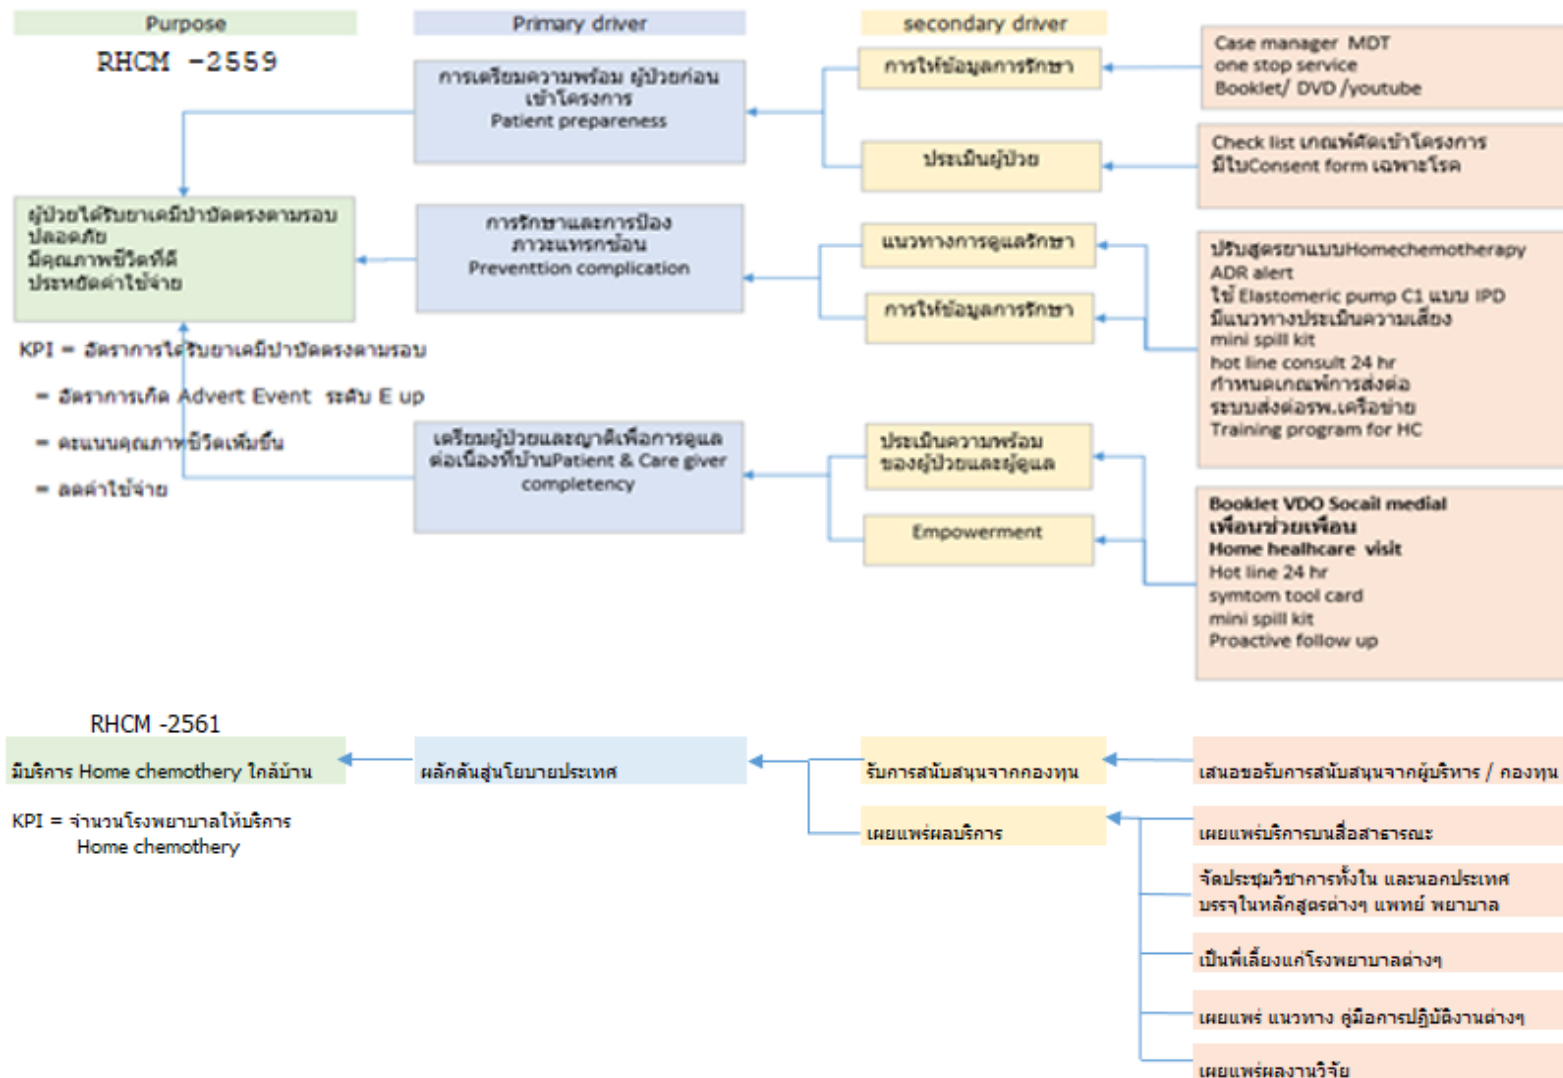 Purpose
Primary driver
secondary driver
RHCM -2559
การเตรียมความพร้อม ผู้ป่วยก่อน
เข้าโครงการ
Patient prepareness
การให้ข้อมูลการรักษา
Case manager MDT
one stop service
Booklet/ DVD /youtube
ประเมินผู้ป่วย
Check list เกณฑ์คัดเข้าโครงการ
มีใบConsent form เฉพาะโรค
ผู้ป่วยได้รับยาเคมีบำบัดตรงตามรอบ
ปลอดภัย
มีคุณภาพชีวิตที่ดี
ประหยัดค่าใช้จ่าย
การรักษาและการป้อง
ภาวะแทรกซ้อน
Preventtion complication
แนวทางการดูแลรักษา
การให้ข้อมูลการรักษา
ปรับสูตรยาแบบHomechemotherapy
ADR alert
ใช้ Elastomeric pump C1 แบบ IPD
มีแนวทางประเมินความเสี่ยง
mini spill kit
hot line consult 24 hr
กำหนดเกณฑ์การส่งต่อ
ระบบส่งต่อรพ.เครือข่าย
Training program for HC
KPI = อัตราการได้รับยาเคมีบำบัดตรงตามรอบ
= อัตราการเกิด Advert Event ระดับ E up
= คะแนนคุณภาพชีวิตเพิ่มขึ้น
= ลดค่าใช้จ่าย
เตรียมผู้ป่วยและญาติเพื่อการดูแล
ต่อเนื่องที่บ้านPatient & Care giver
completency
ประเมินความพร้อม
ของผู้ป่วยและผู้ดูแล
Empowerment
Booklet VDO Socail medial
เพื่อนช่วยเพื่อน
Home healhcare visit
Hot line 24 hr
symtom tool card
mini spill kit
Proactive follow up
RHCM -2561
มีบริการ Home chemothery ใกล้บ้าน
ผลักดันสู่นโยบายประเทศ
รับการสนับสนุนจากกองทุน
เสนอขอรับการสนับสนุนจากผู้บริหาร / กองทุน
KPI = จำนวนโรงพยาบาลให้บริการ
Home chemothery
เผยแพร่ผลบริการ
เผยแพร่บริการบนสื่อสาธารณะ
จัดประชุมวิชาการทั้งใน และนอกประเทศ
บรรจุในหลักสูตรต่างๆ แพทย์ พยาบาล
เป็นพี่เลี้ยงแก่โรงพยาบาลต่างๆ
เผยแพร่ แนวทาง คู่มือการปฏิบัติงานต่างๆ
เผยแพร่ผลงานวิจัย